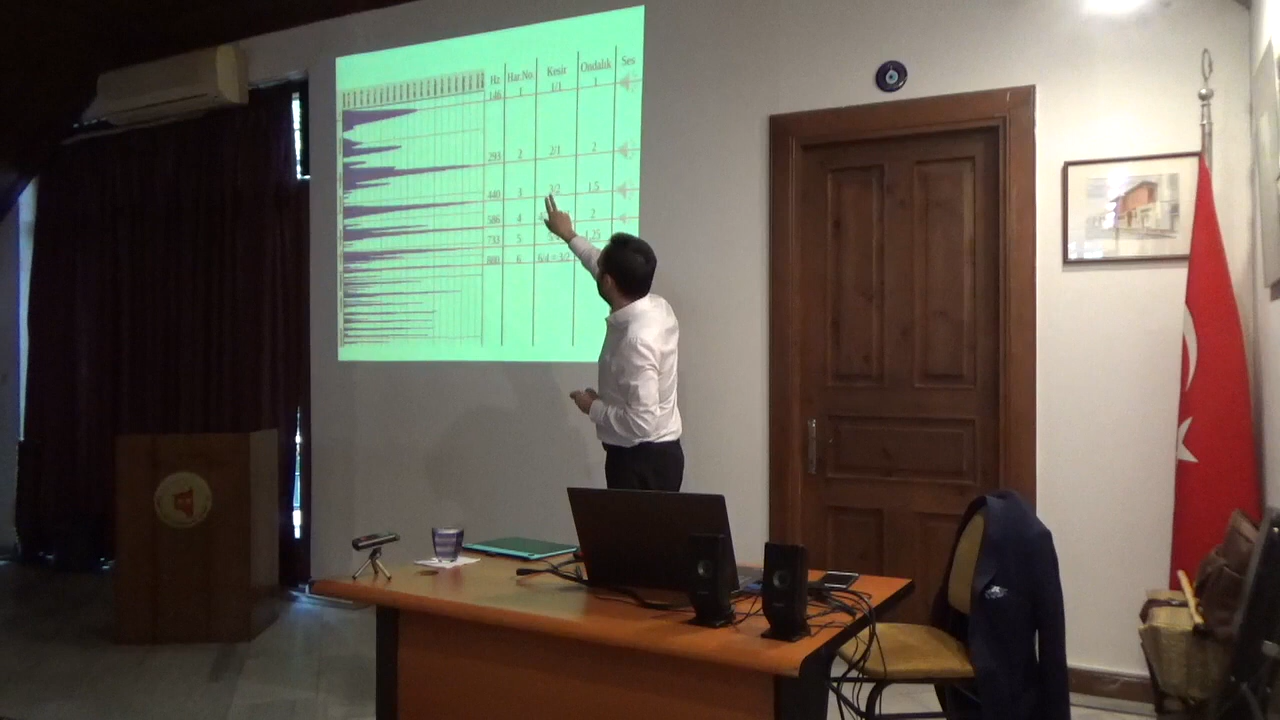 Hz Har.No. Kesir Ondalık Ses
146 1 1/1 1
293 2 2/1 2
440 3 3/2 1,5
586 4 2
733 5 1,25
880 6 6/4 = 3/2